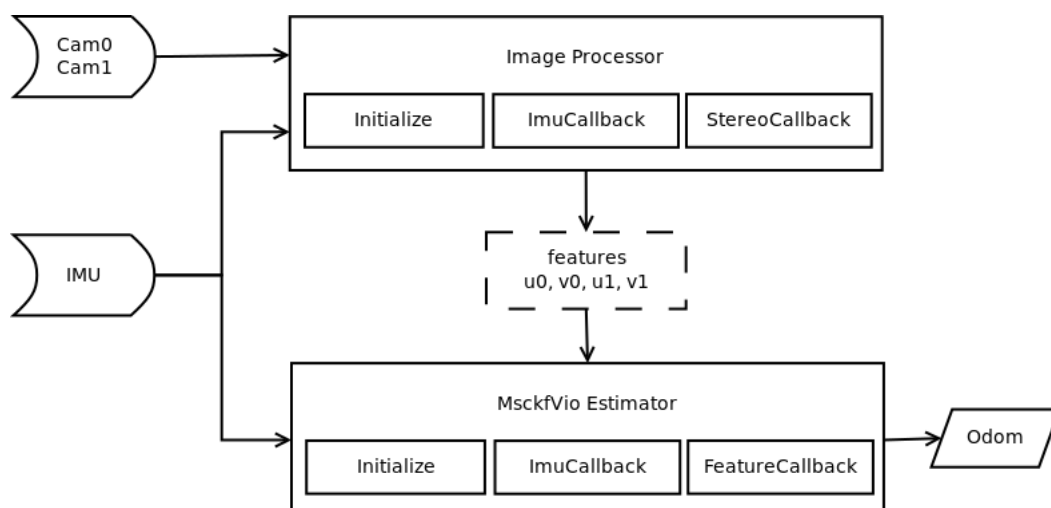 Cam0
Cam1
Image Processor
Initialize
ImuCallback
StereoCallback
IMU
features
u0, v0, u1, v1
MsckfVio Estimator
Initialize
ImuCallback
FeatureCallback
Odom